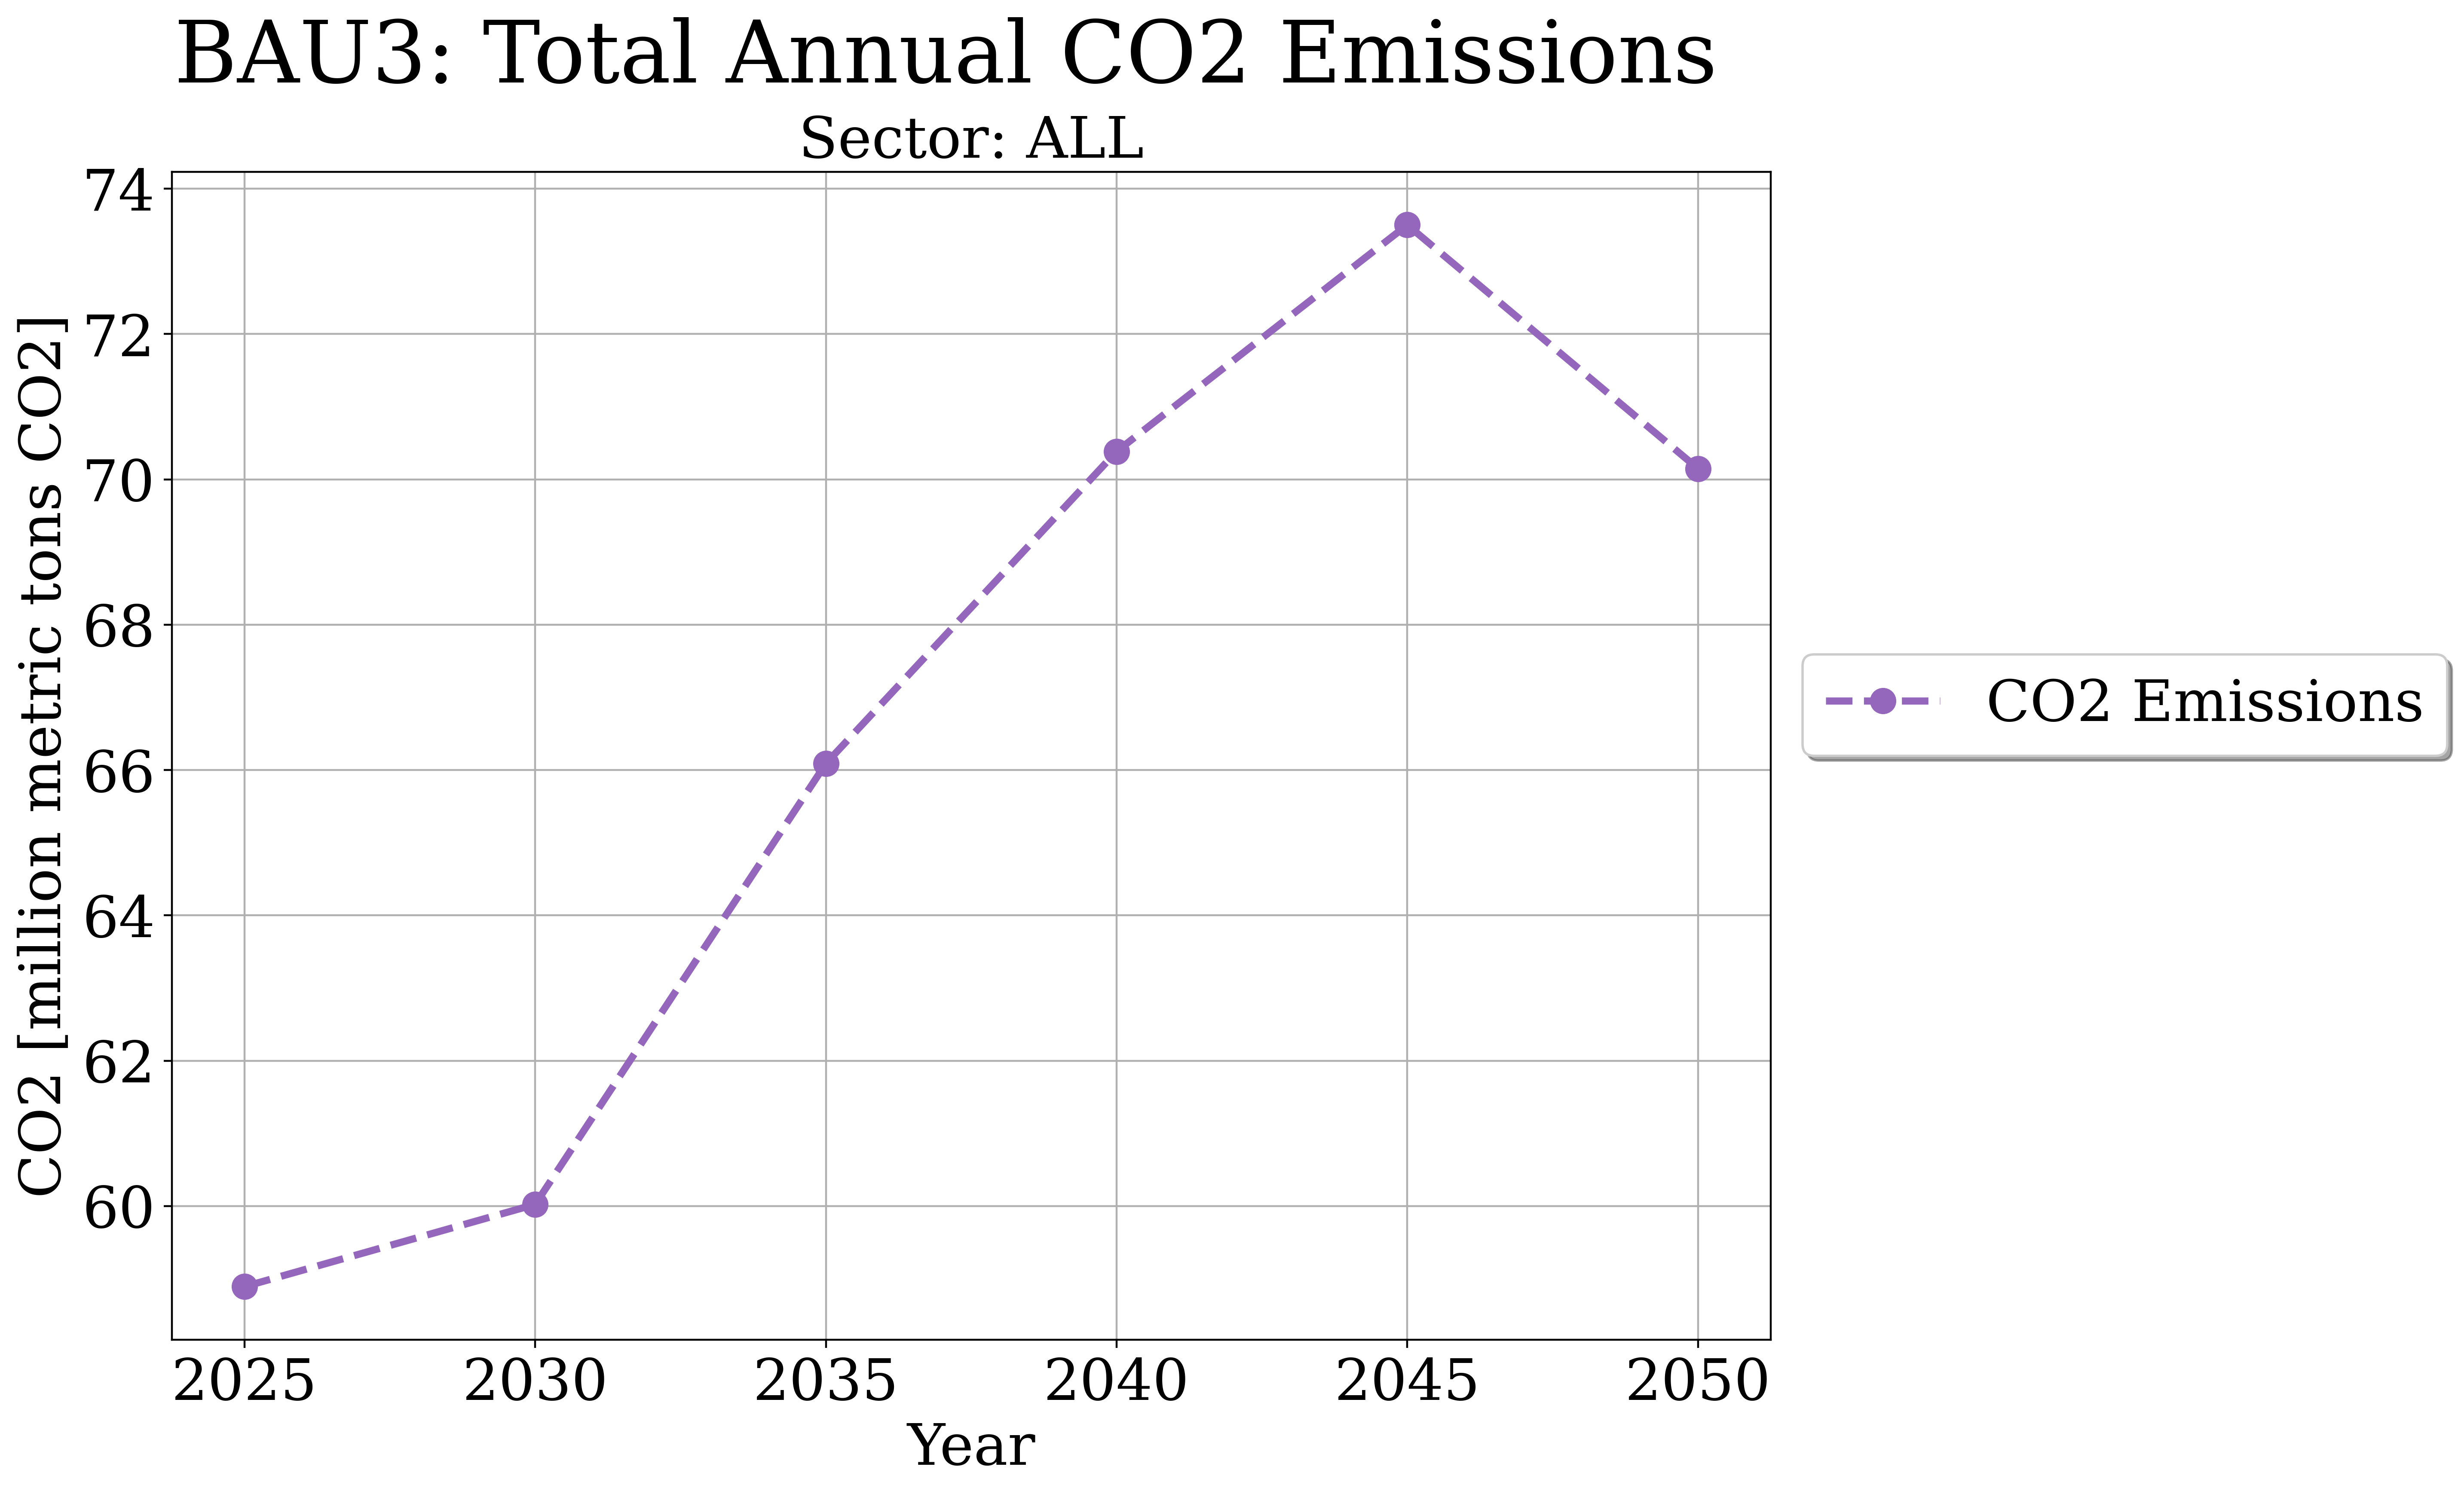 BAU3: Total Annual CO2 Emissions
Sector: ALL
CO2 [million metric tons CO2]
74
72
70
68
66
64
62
60
2025 2030 2035 2040 2045 2050
Year
CO2 Emissions